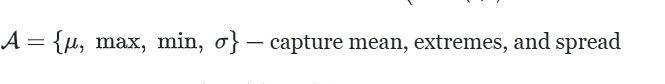 𝒜 = {μ, max, min, σ} — capture mean, extremes, and spread